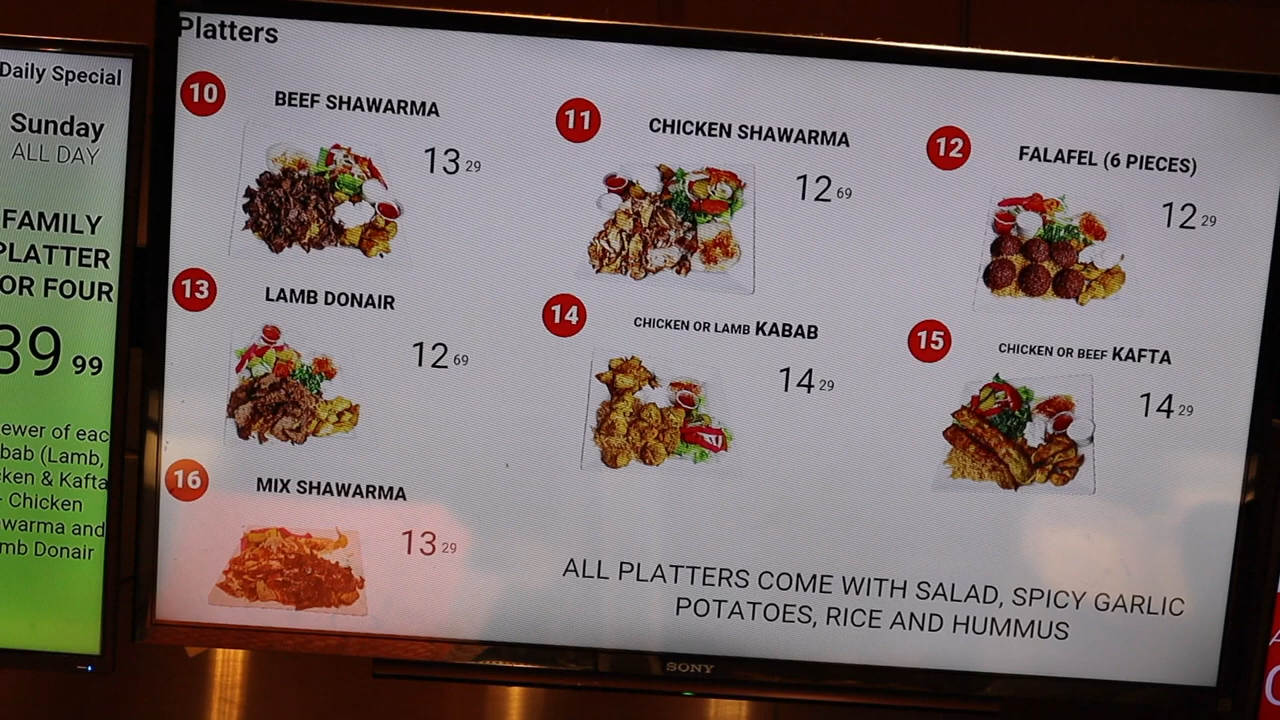 Daily Special
Sunday
ALL DAY
FAMILY
PLATTER
OR FOUR
39 99
ewer of eac
bab (Lamb,
cken & Kafta
- Chicken
awarma and
mb Donair
Platters
10
BEEF SHAWARMA
13 29
11
CHICKEN SHAWARMA
12 69
12
FALAFEL (6 PIECES)
12 29
13
LAMB DONAIR
12 69
14
CHICKEN OR LAMB KABAB
14 29
15
CHICKEN OR BEEF KAFTA
14 29
16
MIX SHAWARMA
13 29
ALL PLATTERS COME WITH SALAD, SPICY GARLIC
POTATOES, RICE AND HUMMUS
SONY